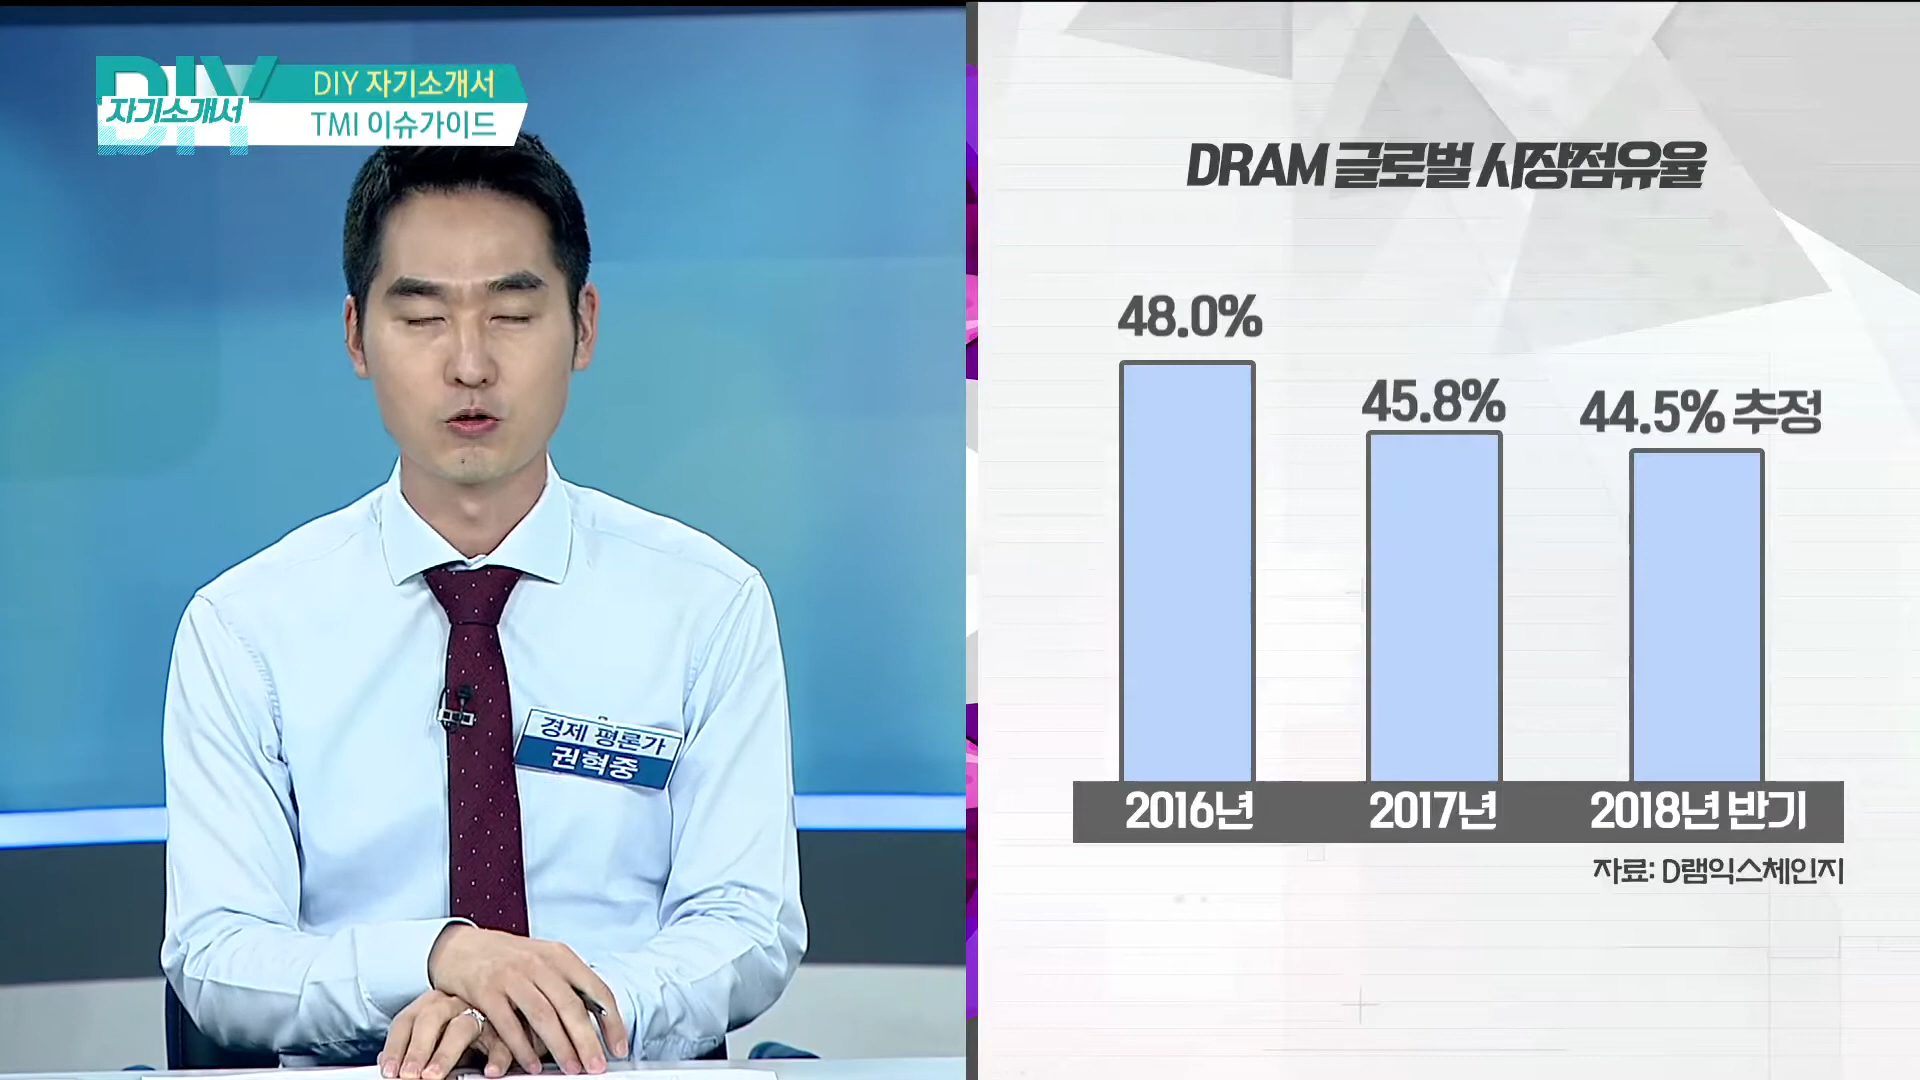 DIY
자기소개서
DIY 자기소개서
TMI 이슈가이드
경제 평론가
권혁중
DRAM 글로벌 시장점유율
48.0%
45.8%
44.5% 추정
2016년
2017년
2018년 반기
자료: D램익스체인지